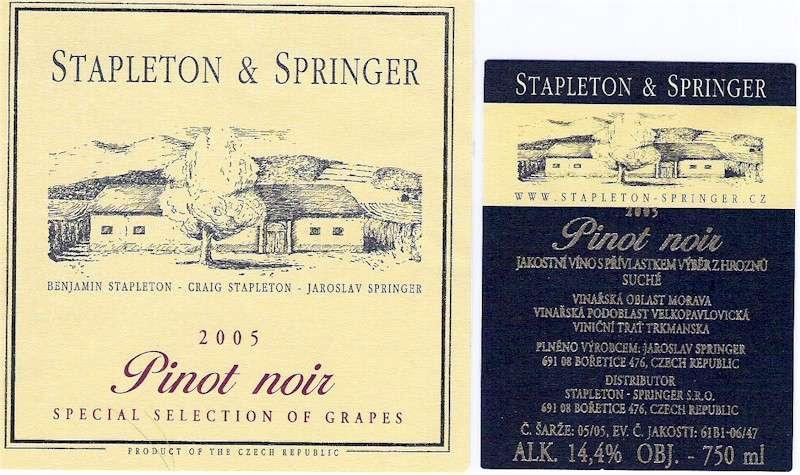 STAPLETON & SPRINGER
BENJAMIN STAPLETON - CRAIG STAPLETON - JAROSLAV SPRINGER
2005
Pinot noir
SPECIAL SELECTION OF GRAPES
PRODUCT OF THE CZECH REPUBLIC
STAPLETON & SPRINGER
WWW.STAPLETON-SPRINGER.CZ
2005
Pinot noir
JAKOSTNÍ VÍNO S PŘÍVLASTKEM VÝBĚR Z HROZNŮ
SUCHÉ
VINAŘSKÁ OBLAST MORAVA
VINAŘSKÁ PODOBLAST VELKOPAVLOVICKÁ
VINIČNÍ TRAŤ TRKMANSKA
PLNĚNO VÝROBCEM: JAROSLAV SPRINGER
691 08 BOŘETICE 476, CZECH REPUBLIC
DISTRIBUTOR
STAPLETON - SPRINGER S.R.O.
691 08 BOŘETICE 476, CZECH REPUBLIC
Č. ŠARŽE: 05/05, EV. Č. JAKOSTI: 61B1-06/47
ALK. 14,4% OBJ. - 750 ml